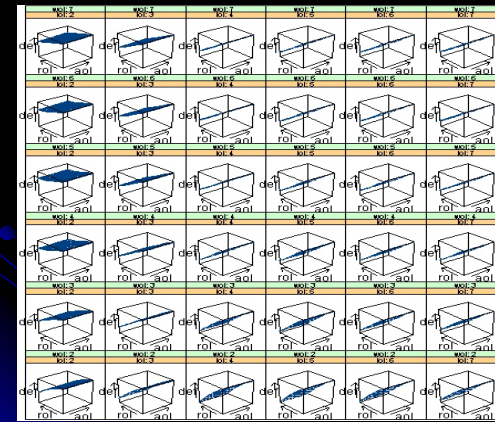 wol:7 wol:7 wol:7 wol:7 wol:7 wol:7
lol:2 lol:3 lol:4 lol:5 lol:6 lol:7
def def def def def def
rol aol rol aol rol aol rol aol rol aol rol aol
wol:6 wol:6 wol:6 wol:6 wol:6 wol:6
lol:2 lol:3 lol:4 lol:5 lol:6 lol:7
def def def def def def
rol aol rol aol rol aol rol aol rol aol rol aol
wol:5 wol:5 wol:5 wol:5 wol:5 wol:5
lol:2 lol:3 lol:4 lol:5 lol:6 lol:7
def def def def def def
rol aol rol aol rol aol rol aol rol aol rol aol
wol:4 wol:4 wol:4 wol:4 wol:4 wol:4
lol:2 lol:3 lol:4 lol:5 lol:6 lol:7
def def def def def def
rol aol rol aol rol aol rol aol rol aol rol aol
wol:3 wol:3 wol:3 wol:3 wol:3 wol:3
lol:2 lol:3 lol:4 lol:5 lol:6 lol:7
def def def def def def
rol aol rol aol rol aol rol aol rol aol rol aol
wol:2 wol:2 wol:2 wol:2 wol:2 wol:2
lol:2 lol:3 lol:4 lol:5 lol:6 lol:7
def def def def def def
rol aol rol aol rol aol rol aol rol aol rol aol